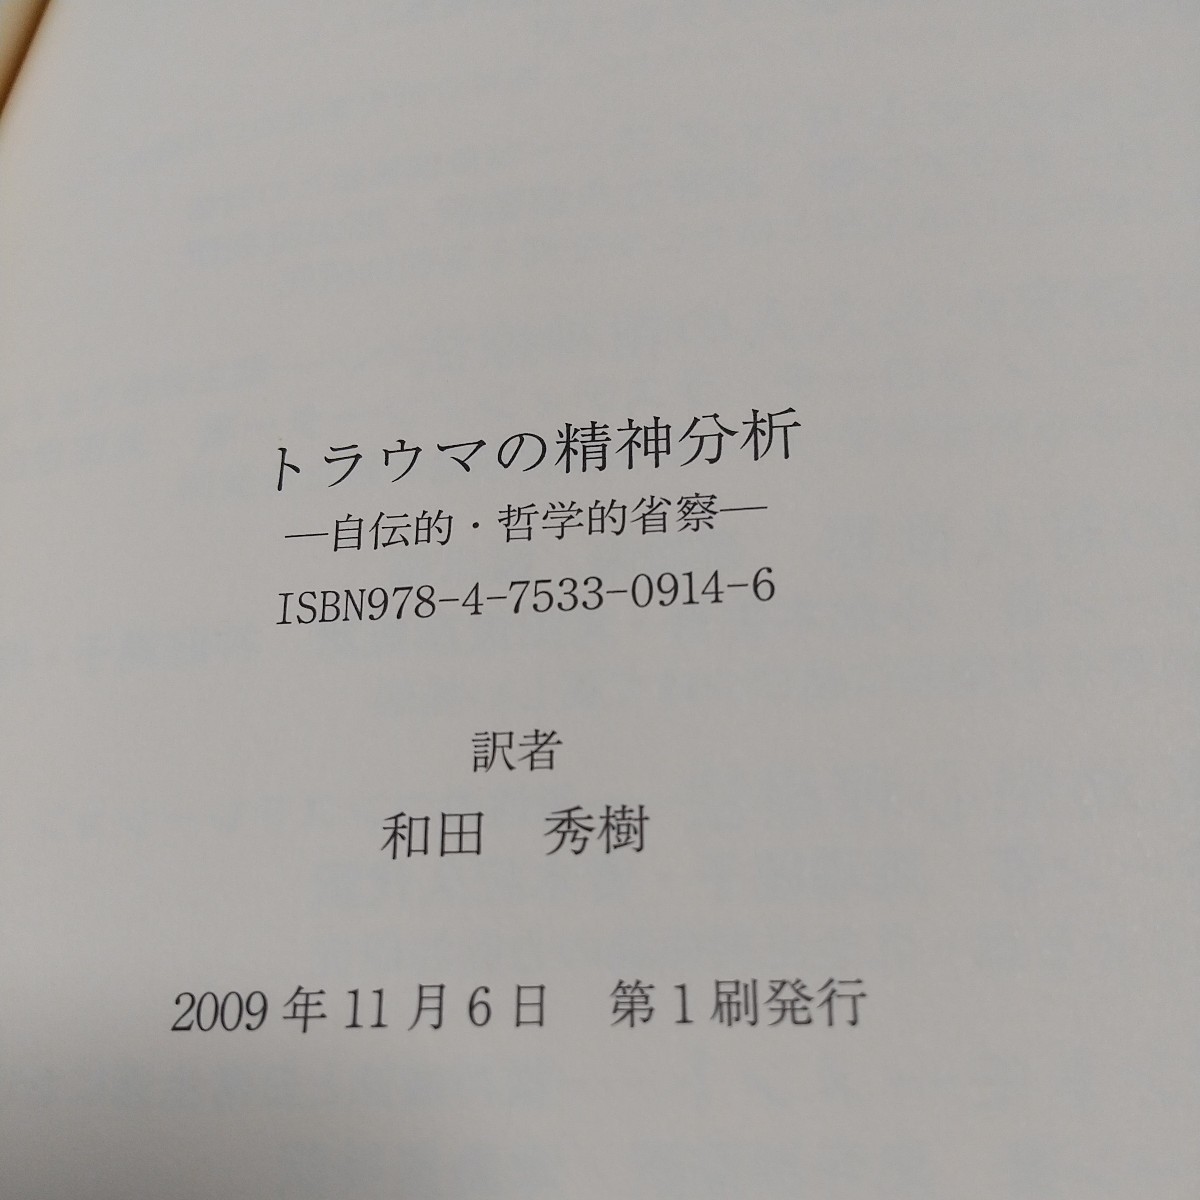 トラウマの精神分析
―自伝的・哲学的省察―
ISBN978-4-7533-0914-6
訳者
和田 秀樹
2009年11月6日 第1刷発行